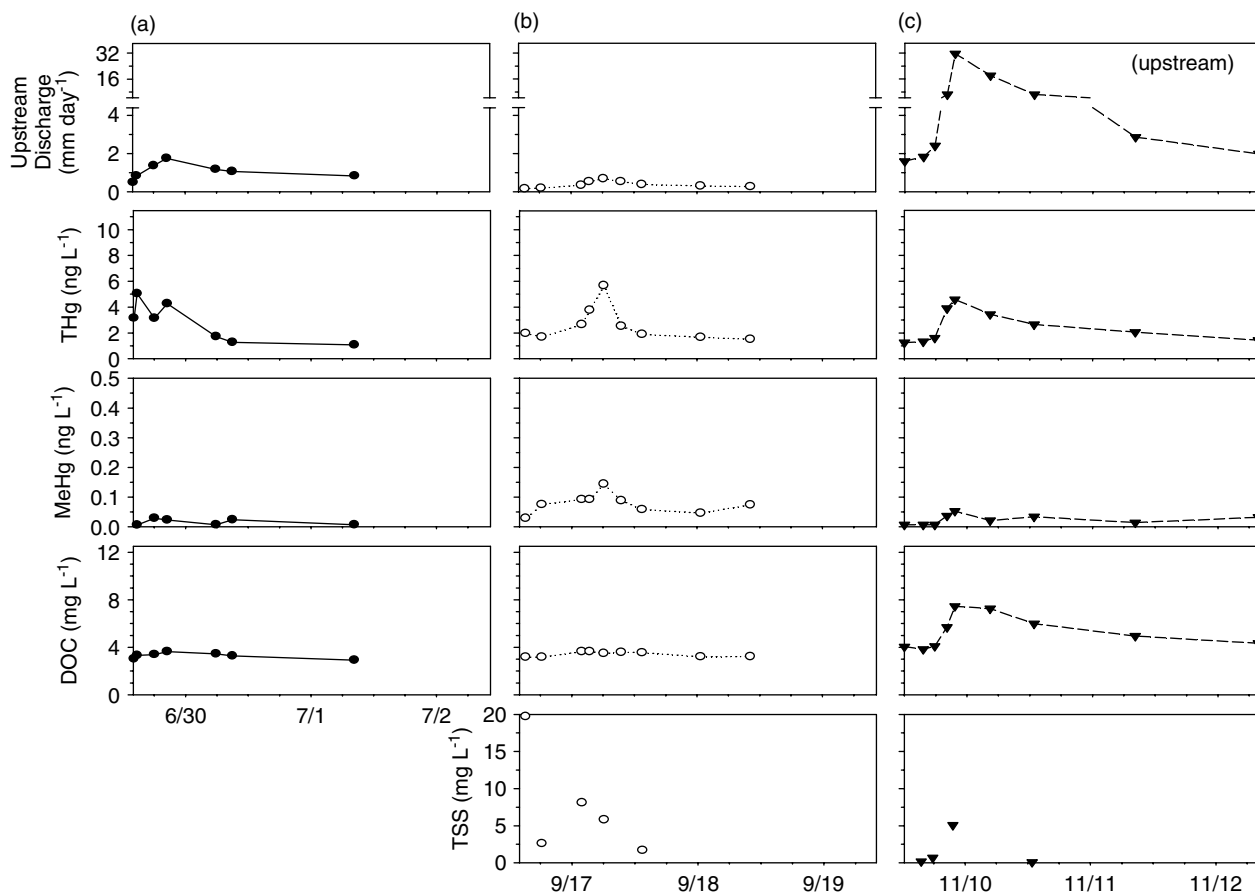 (a)
(b)
(c)
(upstream)
Upstream
Discharge
(mm day⁻¹)
32
16
4
2
0
THg (ng L⁻¹)
10
8
6
4
2
0
MeHg (ng L⁻¹)
0.5
0.4
0.3
0.2
0.1
0.0
DOC (mg L⁻¹)
12
8
4
0
6/30 7/1 7/2
TSS (mg L⁻¹)
20
15
10
5
0
9/17 9/18 9/19
11/10 11/11 11/12